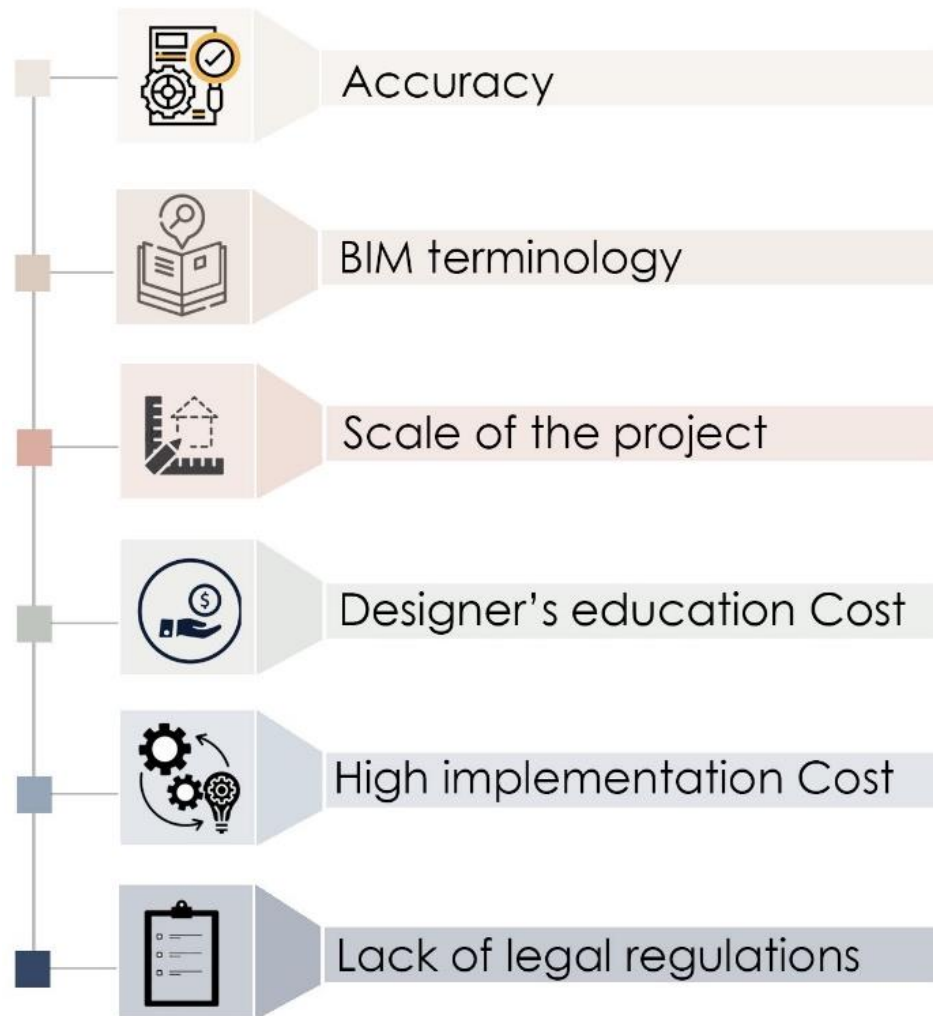 Accuracy
BIM terminology
Scale of the project
Designer's education Cost
High implementation Cost
Lack of legal regulations